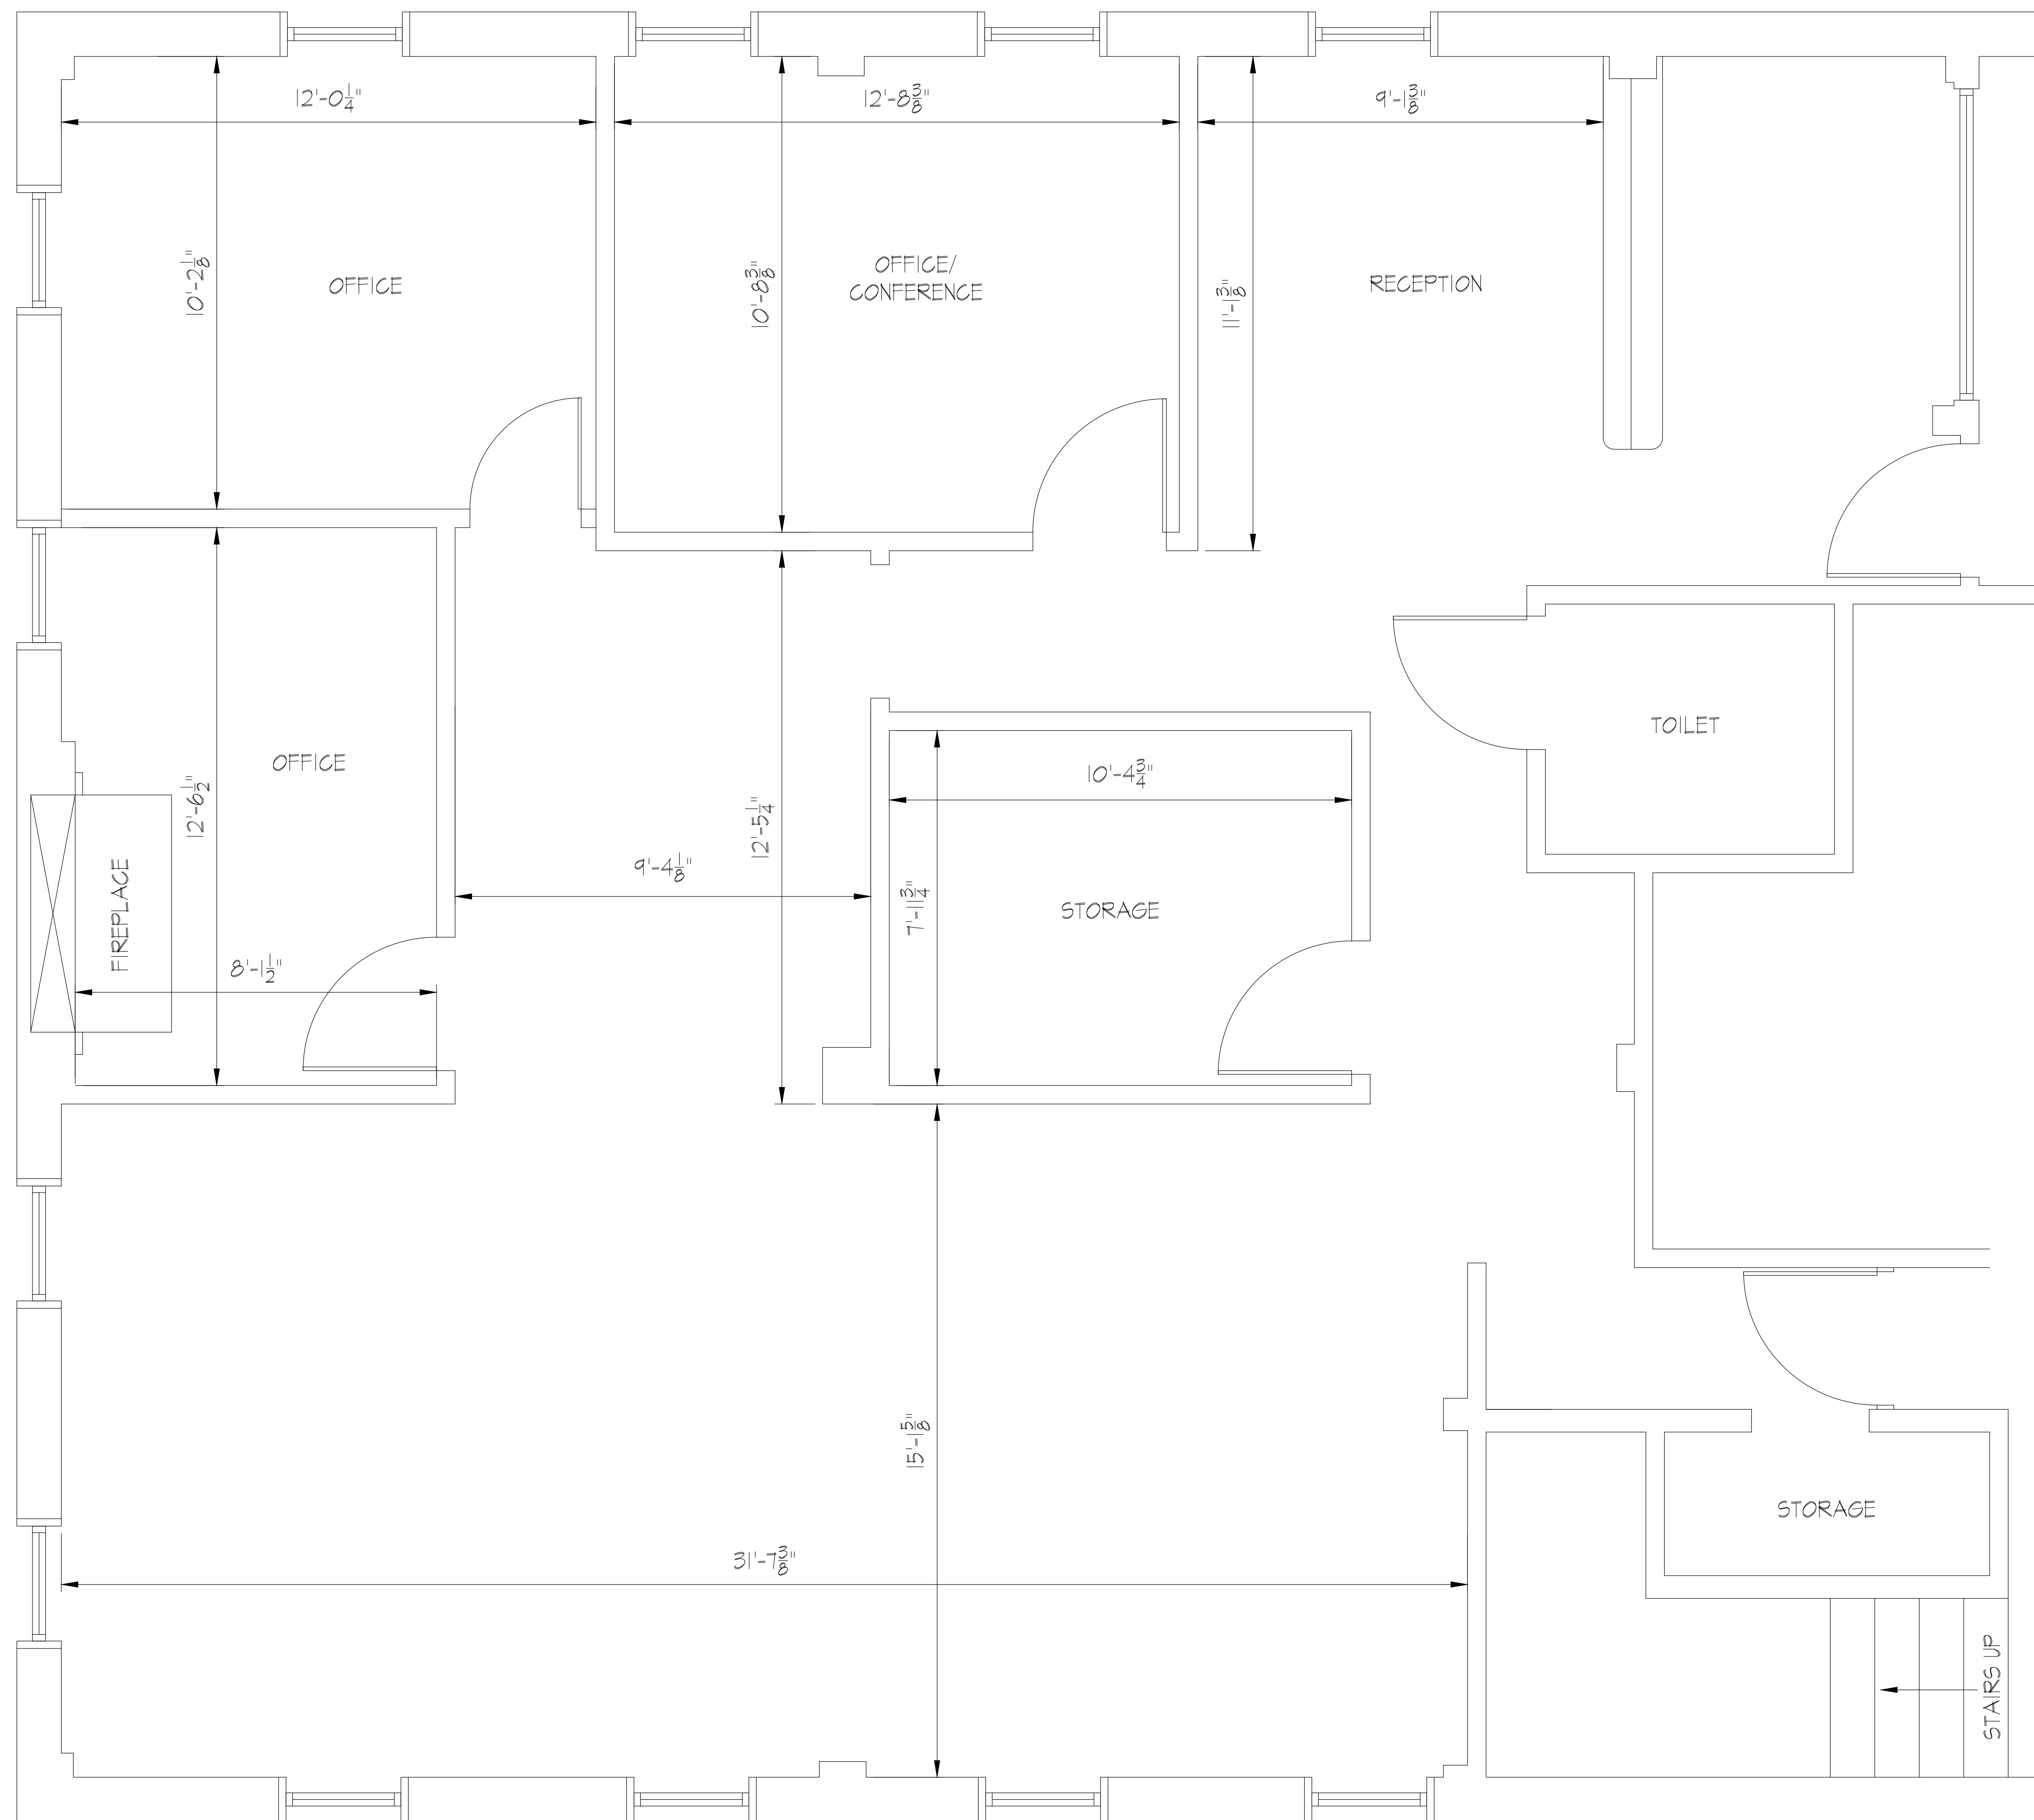 12'-0 1/4"
12'-8 3/8"
9'-1 3/8"
10'-2 1/8"
OFFICE
10'-8 3/8"
OFFICE/
CONFERENCE
11'-1 3/8"
RECEPTION
OFFICE
12'-6 1/2"
FIREPLACE
8'-1 1/2"
9'-4 1/8"
12'-5 1/4"
10'-4 3/4"
7'-11 3/4"
STORAGE
TOILET
15'-1 5/8"
31'-7 3/8"
STORAGE
STAIRS UP